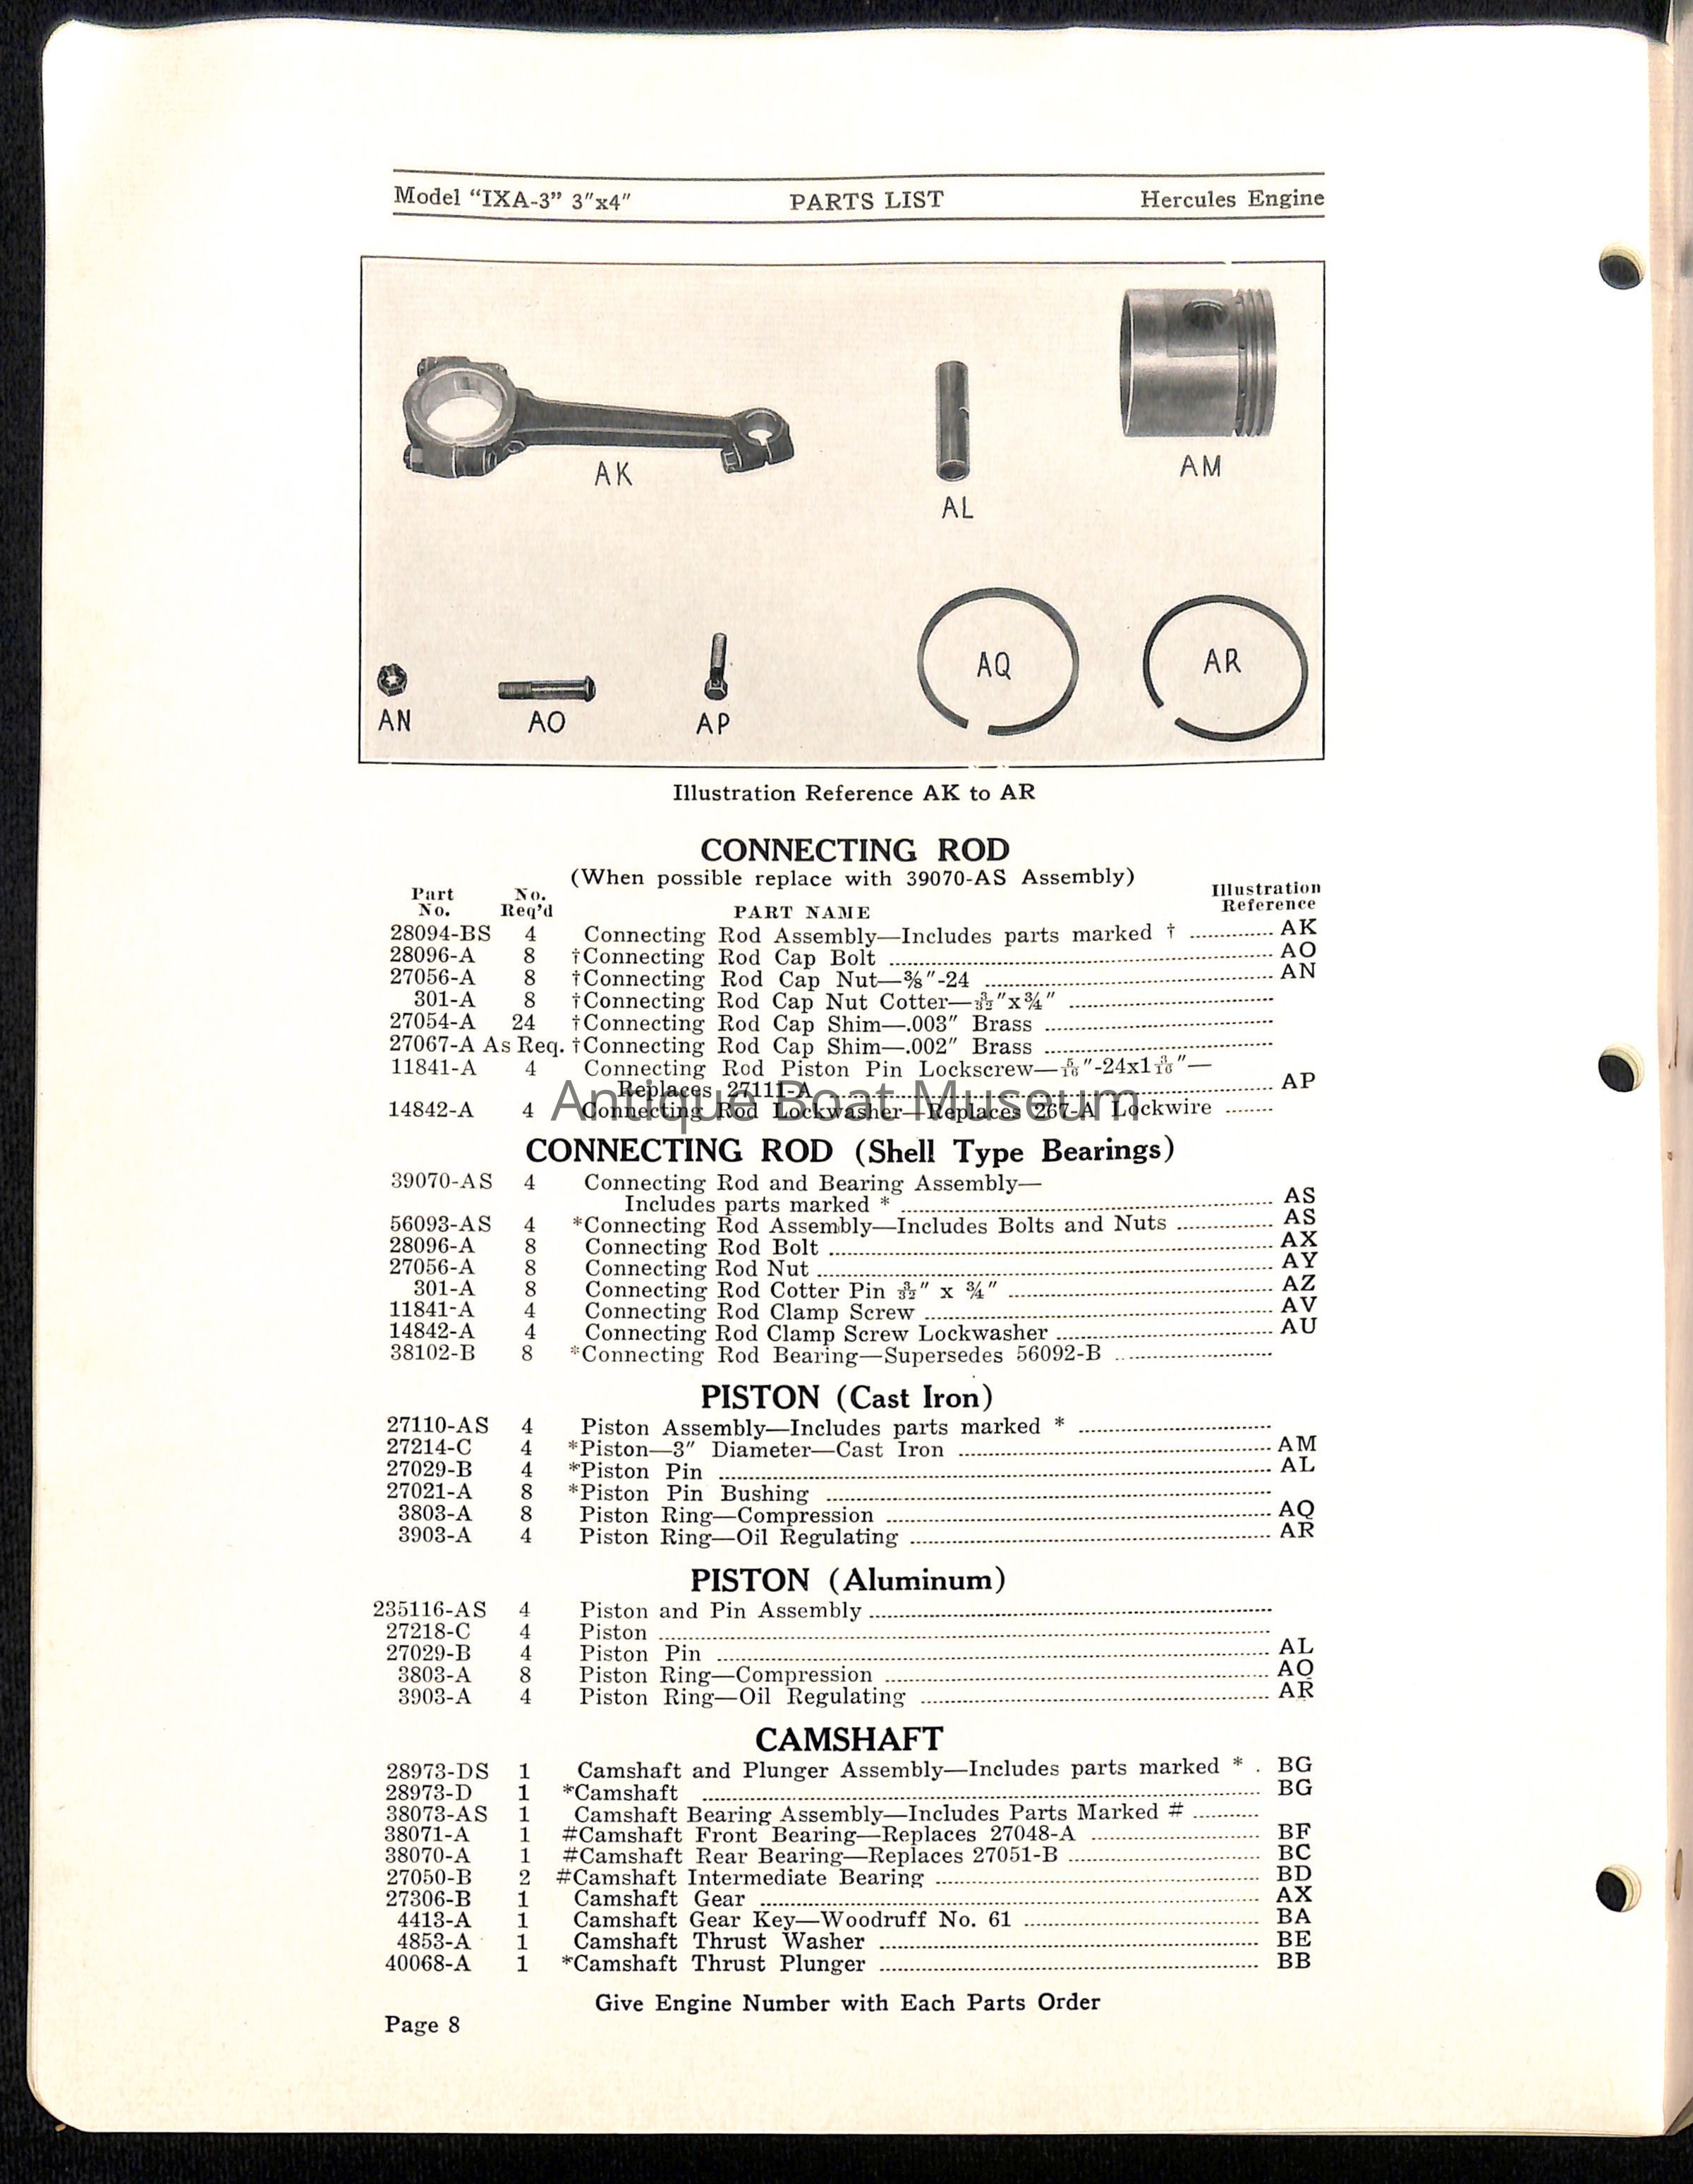 Model “IXA-3” 3″x4″ PARTS LIST Hercules Engine
AK
AL
AM
AN
AO
AP
AQ
AR
Illustration Reference AK to AR
CONNECTING ROD
(When possible replace with 39070-AS Assembly)
Part No. No. Req’d PART NAME Illustration Reference
28094-BS 4 Connecting Rod Assembly—Includes parts marked † AK
28096-A 8 †Connecting Rod Cap Bolt AO
27056-A 8 †Connecting Rod Cap Nut—⅜″-24 AN
301-A 8 †Connecting Rod Cap Nut Cotter—3/32″x¾″
27054-A 24 †Connecting Rod Cap Shim—.003″ Brass
27067-A As Req. †Connecting Rod Cap Shim—.002″ Brass
11841-A 4 Connecting Rod Piston Pin Lockscrew—5/16″-24x1 3/16″—
Replaces 27111-A AP
14842-A 4 Connecting Rod Lockwasher—Replaces 267-A Lockwire
Antique Boat Museum
CONNECTING ROD (Shell Type Bearings)
39070-AS 4 Connecting Rod and Bearing Assembly—
Includes parts marked * AS
56093-AS 4 *Connecting Rod Assembly—Includes Bolts and Nuts AS
28096-A 8 Connecting Rod Bolt AX
27056-A 8 Connecting Rod Nut AY
301-A 8 Connecting Rod Cotter Pin 3/32″ x ¾″ AZ
11841-A 4 Connecting Rod Clamp Screw AV
14842-A 4 Connecting Rod Clamp Screw Lockwasher AU
38102-B 8 *Connecting Rod Bearing—Supersedes 56092-B
PISTON (Cast Iron)
27110-AS 4 Piston Assembly—Includes parts marked *
27214-C 4 *Piston—3″ Diameter—Cast Iron AM
27029-B 4 *Piston Pin AL
27021-A 8 *Piston Pin Bushing
3803-A 8 Piston Ring—Compression AQ
3903-A 4 Piston Ring—Oil Regulating AR
PISTON (Aluminum)
235116-AS 4 Piston and Pin Assembly
27218-C 4 Piston
27029-B 4 Piston Pin AL
3803-A 8 Piston Ring—Compression AQ
3903-A 4 Piston Ring—Oil Regulating AR
CAMSHAFT
28973-DS 1 Camshaft and Plunger Assembly—Includes parts marked * . BG
28973-D 1 *Camshaft BG
38073-AS 1 Camshaft Bearing Assembly—Includes Parts Marked #
38071-A 1 #Camshaft Front Bearing—Replaces 27048-A BF
38070-A 1 #Camshaft Rear Bearing—Replaces 27051-B BC
27050-B 2 #Camshaft Intermediate Bearing BD
27306-B 1 Camshaft Gear AX
4413-A 1 Camshaft Gear Key—Woodruff No. 61 BA
4853-A 1 Camshaft Thrust Washer BE
40068-A 1 *Camshaft Thrust Plunger BB
Give Engine Number with Each Parts Order
Page 8